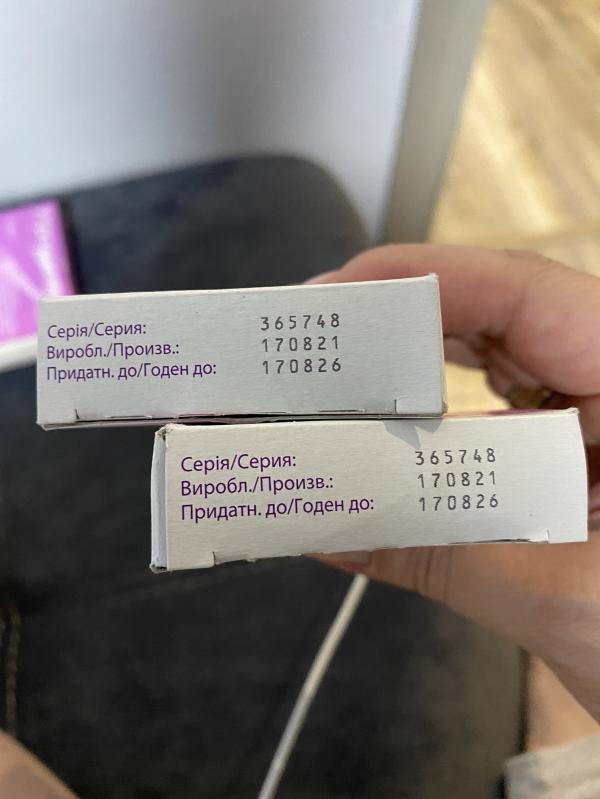 Серія/Серия: 365748
Виробл./Произв.: 170821
Придатн. до/Годен до: 170826
Серія/Серия: 365748
Виробл./Произв.: 170821
Придатн. до/Годен до: 170826